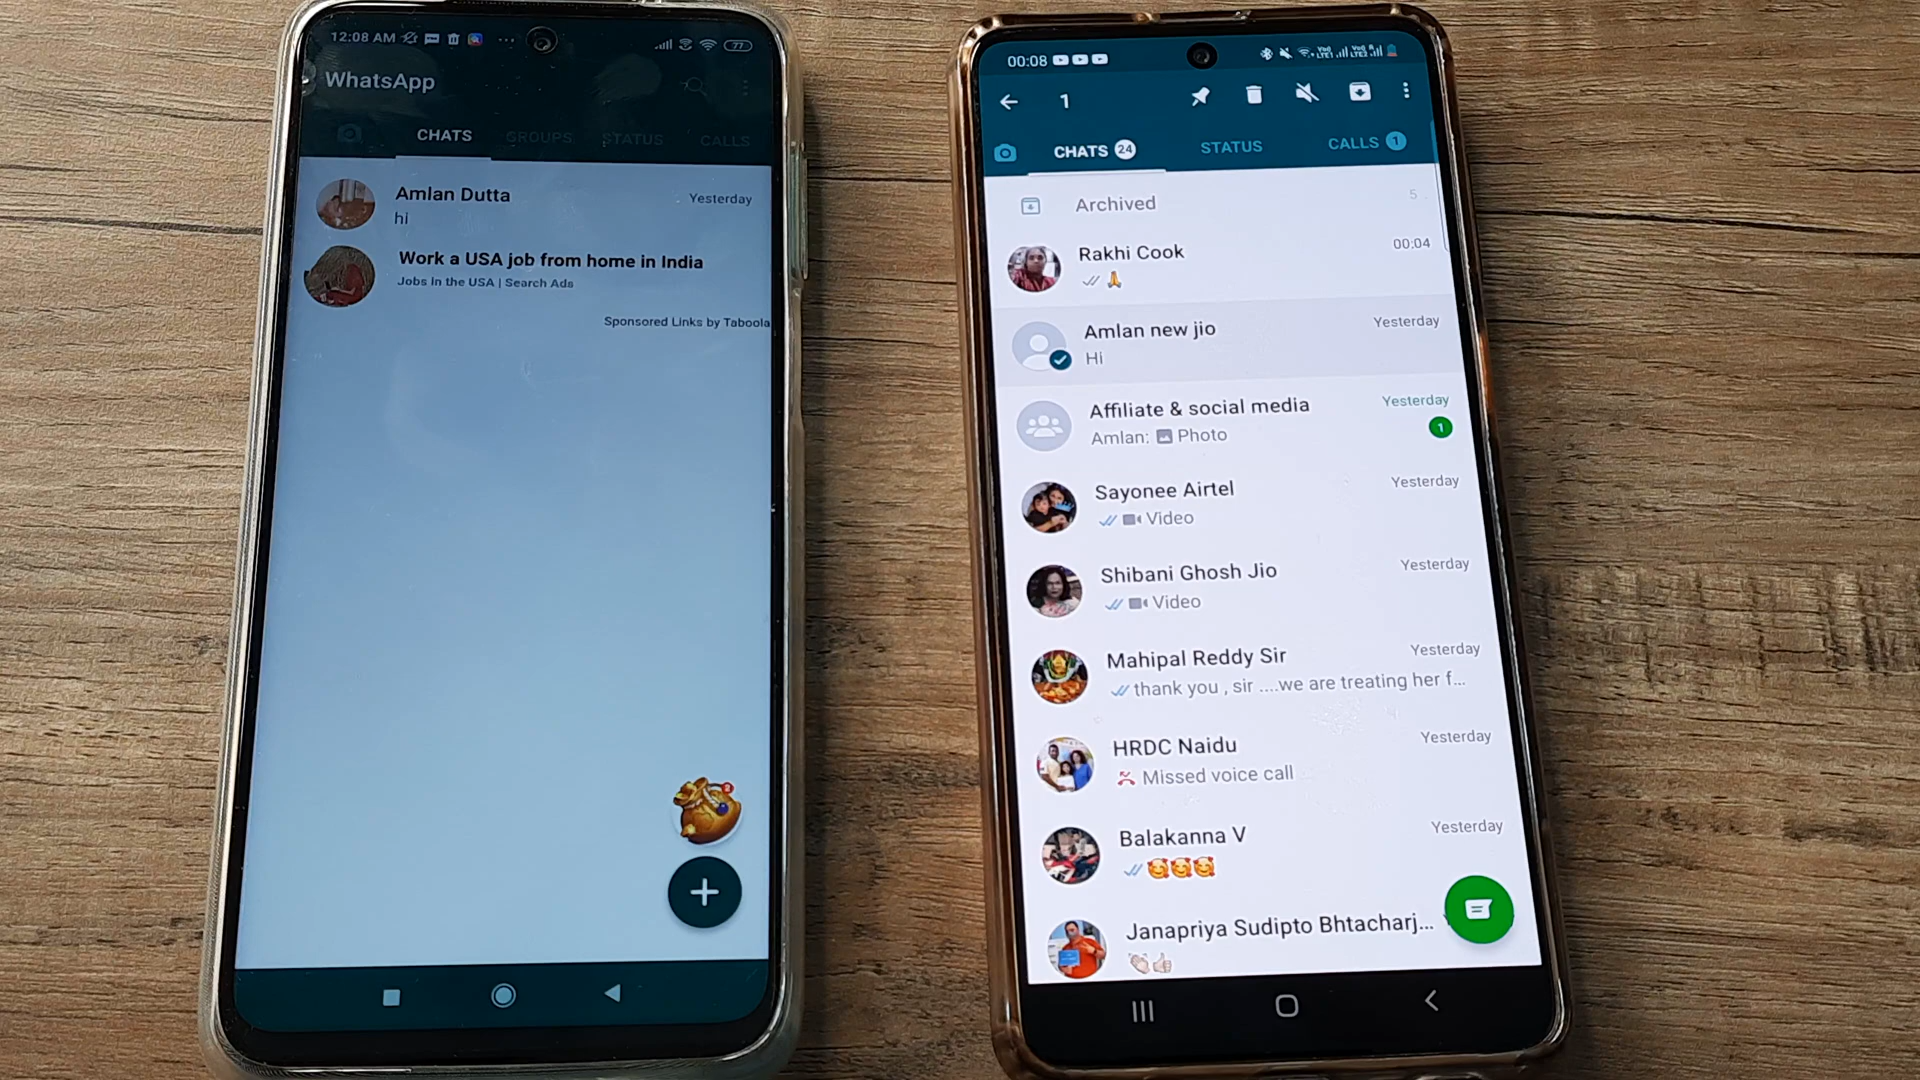 12:08 AM
77
WhatsApp
CHATS GROUPS STATUS CALLS
Amlan Dutta
Yesterday
hi
Work a USA job from home in India
Jobs in the USA | Search Ads
Sponsored Links by Taboola
00:08
1
CHATS 24
STATUS
CALLS 1
Archived
5
Rakhi Cook
00:04
🙏
Amlan new jio
Yesterday
Hi
Affiliate & social media
Yesterday
Amlan: Photo
1
Sayonee Airtel
Yesterday
Video
Shibani Ghosh Jio
Yesterday
Video
Mahipal Reddy Sir
Yesterday
thank you , sir ....we are treating her f...
HRDC Naidu
Yesterday
Missed voice call
Balakanna V
Yesterday
🥰🥰🥰
Janapriya Sudipto Bhtacharj...
👏🏻👍🏻